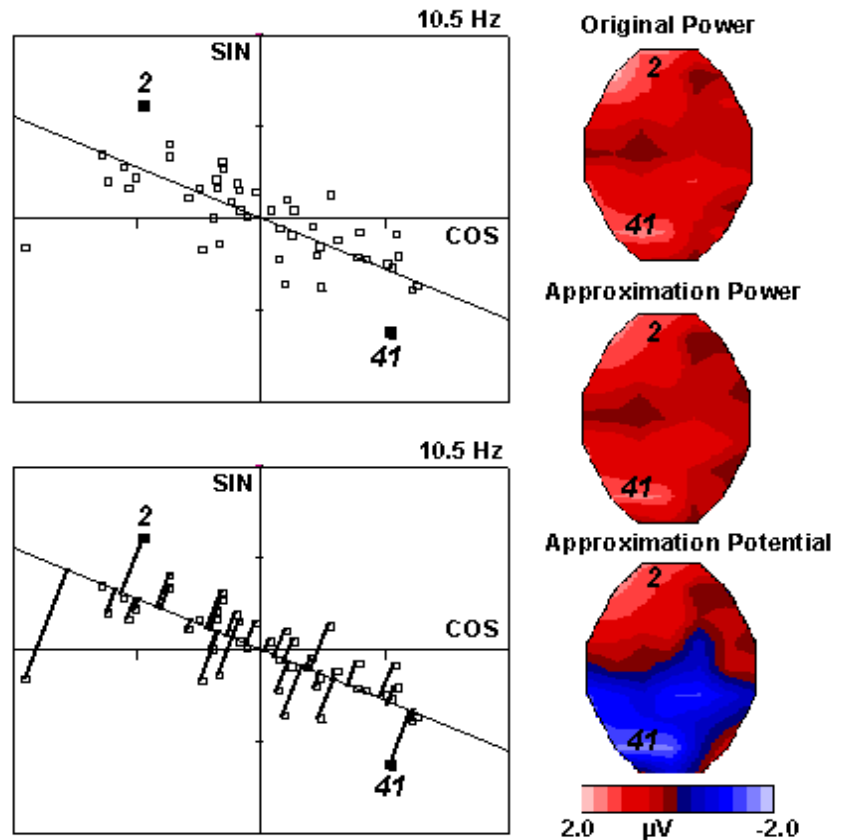 10.5 Hz
SIN
2
COS
41
10.5 Hz
SIN
2
COS
41
Original Power
2
41
Approximation Power
2
41
Approximation Potential
2
41
2.0 µV -2.0